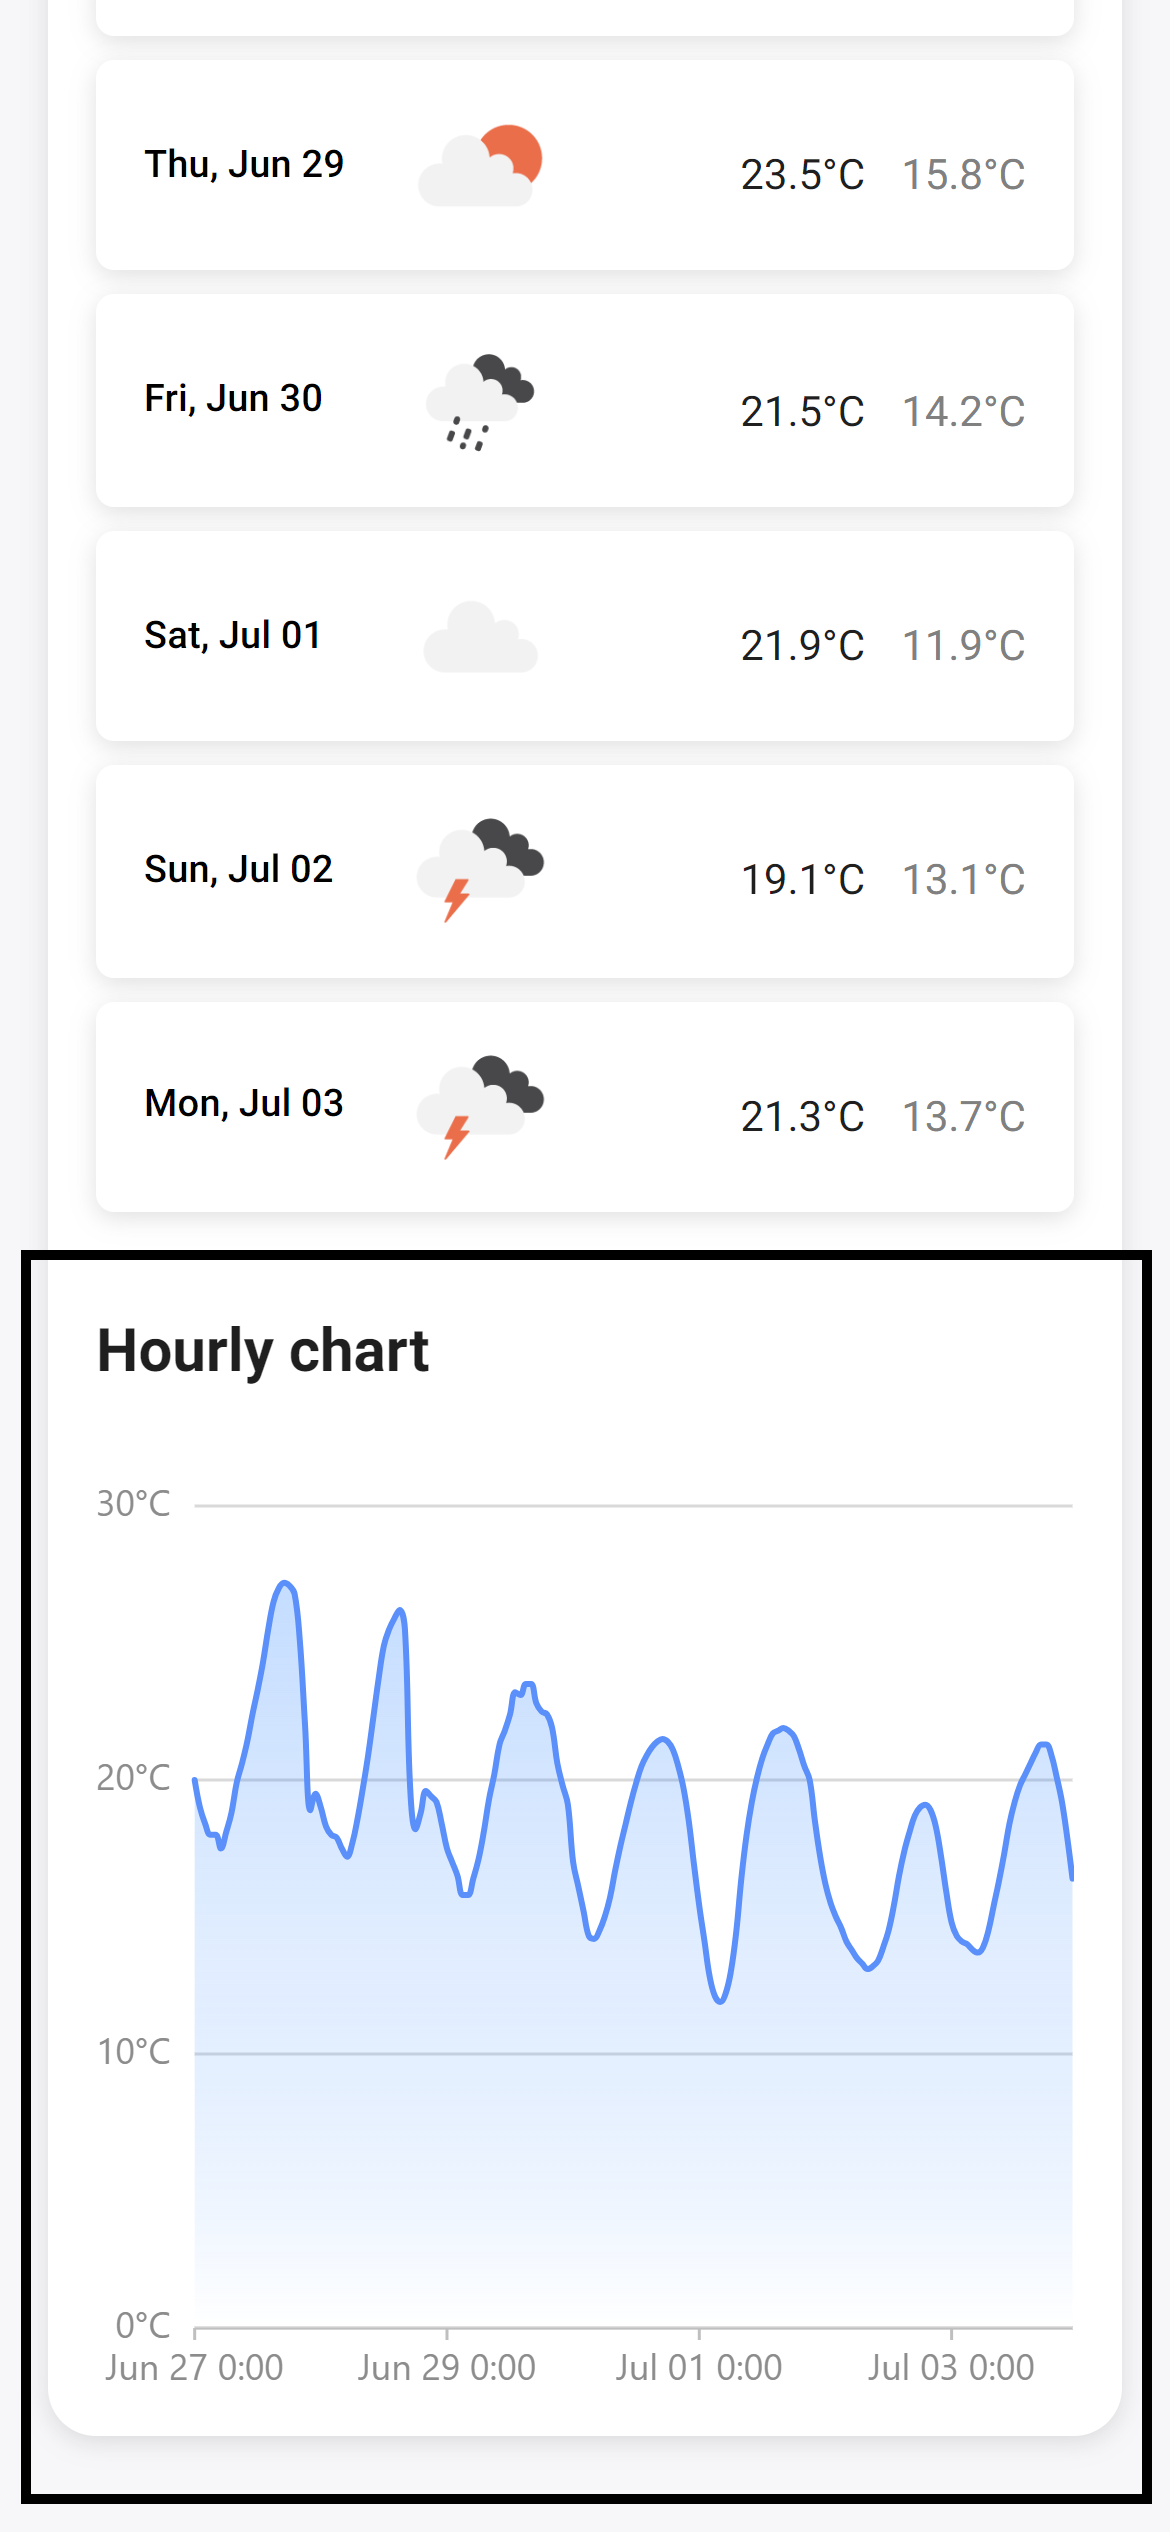 Thu, Jun 29 23.5°C 15.8°C
Fri, Jun 30 21.5°C 14.2°C
Sat, Jul 01 21.9°C 11.9°C
Sun, Jul 02 19.1°C 13.1°C
Mon, Jul 03 21.3°C 13.7°C
Hourly chart
30°C
20°C
10°C
0°C
Jun 27 0:00 Jun 29 0:00 Jul 01 0:00 Jul 03 0:00